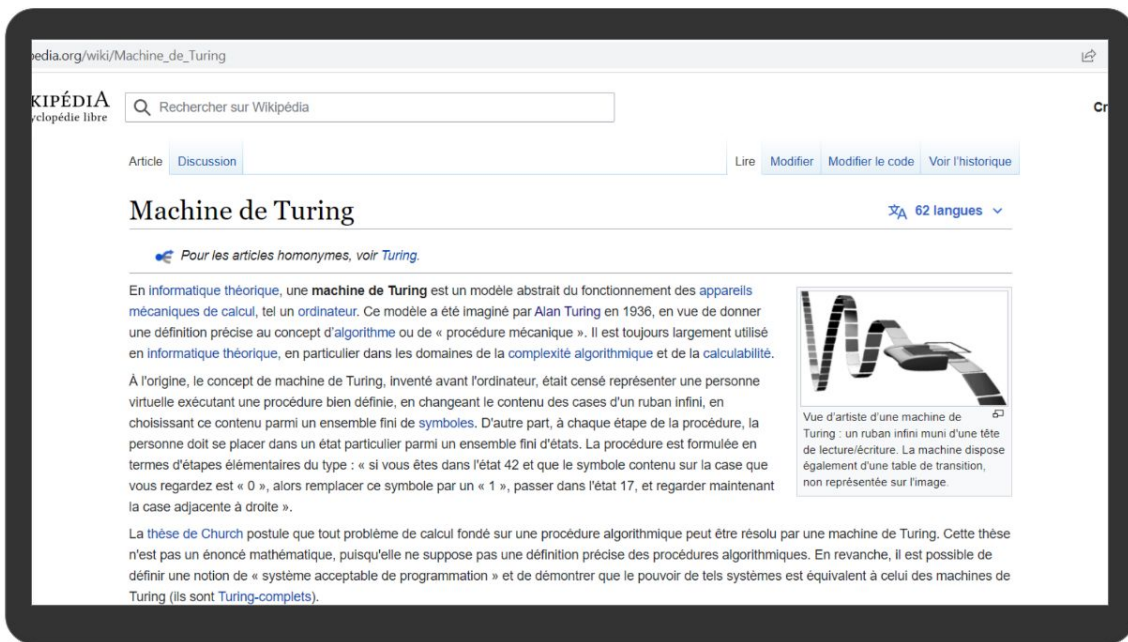 pedia.org/wiki/Machine_de_Turing
KIPÉDIA
yclopédie libre
Rechercher sur Wikipédia
Cr
Article Discussion
Lire Modifier Modifier le code Voir l'historique
Machine de Turing
62 langues
Pour les articles homonymes, voir Turing.
En informatique théorique, une machine de Turing est un modèle abstrait du fonctionnement des appareils
mécaniques de calcul, tel un ordinateur. Ce modèle a été imaginé par Alan Turing en 1936, en vue de donner
une définition précise au concept d'algorithme ou de « procédure mécanique ». Il est toujours largement utilisé
en informatique théorique, en particulier dans les domaines de la complexité algorithmique et de la calculabilité.
À l'origine, le concept de machine de Turing, inventé avant l'ordinateur, était censé représenter une personne
virtuelle exécutant une procédure bien définie, en changeant le contenu des cases d'un ruban infini, en
choisissant ce contenu parmi un ensemble fini de symboles. D'autre part, à chaque étape de la procédure, la
personne doit se placer dans un état particulier parmi un ensemble fini d'états. La procédure est formulée en
termes d'étapes élémentaires du type : « si vous êtes dans l'état 42 et que le symbole contenu sur la case que
vous regardez est « 0 », alors remplacer ce symbole par un « 1 », passer dans l'état 17, et regarder maintenant
la case adjacente à droite ».
Vue d'artiste d'une machine de
Turing : un ruban infini muni d'une tête
de lecture/écriture. La machine dispose
également d'une table de transition,
non représentée sur l'image.
La thèse de Church postule que tout problème de calcul fondé sur une procédure algorithmique peut être résolu par une machine de Turing. Cette thèse
n'est pas un énoncé mathématique, puisqu'elle ne suppose pas une définition précise des procédures algorithmiques. En revanche, il est possible de
définir une notion de « système acceptable de programmation » et de démontrer que le pouvoir de tels systèmes est équivalent à celui des machines de
Turing (ils sont Turing-complets).